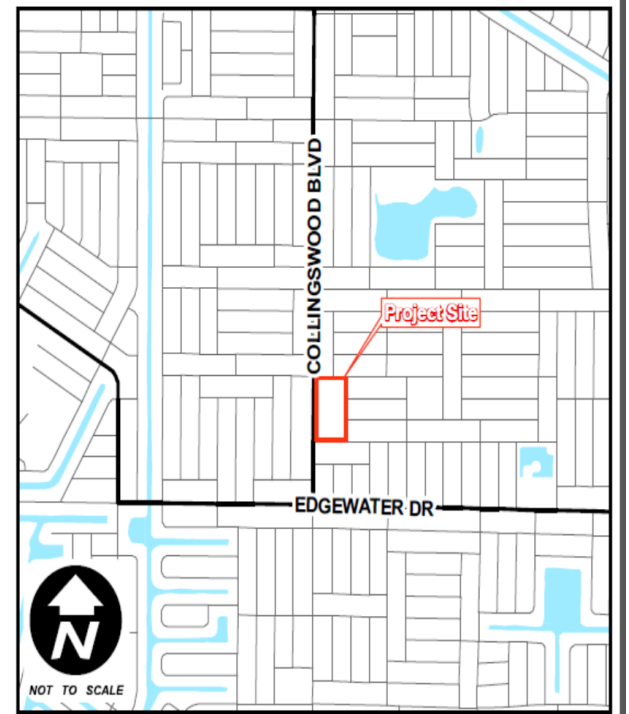 COLLINGSWOOD BLVD
Project Site
EDGEWATER DR
N
NOT TO SCALE